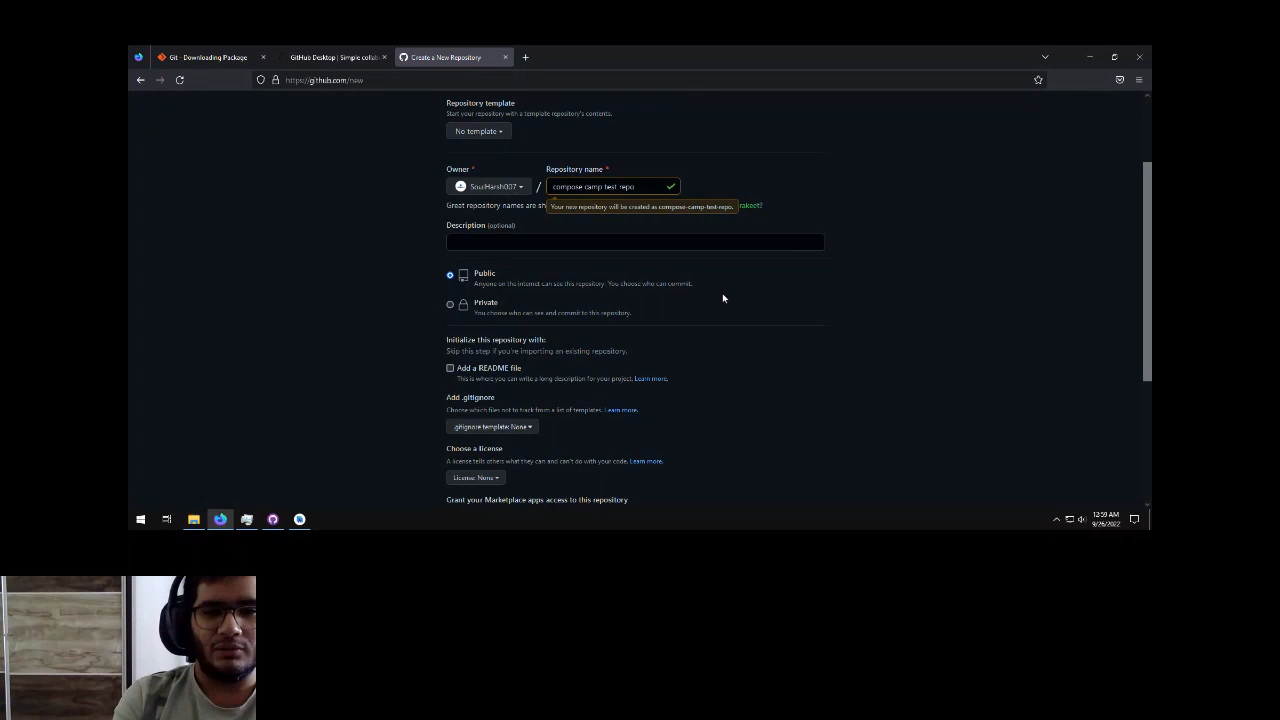 Git - Downloading Package
GitHub Desktop | Simple collab
Create a New Repository
https://github.com/new
Repository template
Start your repository with a template repository's contents.
No template
Owner *
Repository name *
SoulHarsh007
/
compose camp test repo
Great repository names are sh
Your new repository will be created as compose-camp-test-repo.
rakeet?
Description (optional)
Public
Anyone on the internet can see this repository. You choose who can commit.
Private
You choose who can see and commit to this repository.
Initialize this repository with:
Skip this step if you're importing an existing repository.
Add a README file
This is where you can write a long description for your project. Learn more.
Add .gitignore
Choose which files not to track from a list of templates. Learn more.
.gitignore template: None
Choose a license
A license tells others what they can and can't do with your code. Learn more.
License: None
Grant your Marketplace apps access to this repository
12:59 AM
9/26/2022